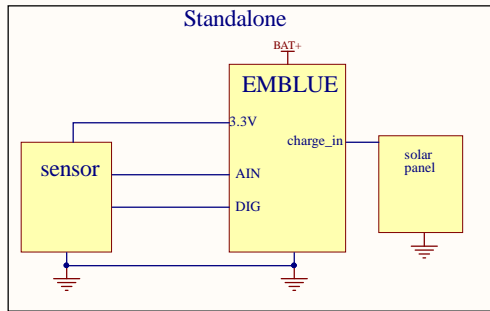 Standalone
BAT+
EMBLUE
3.3V
charge_in
solar
panel
sensor
AIN
DIG